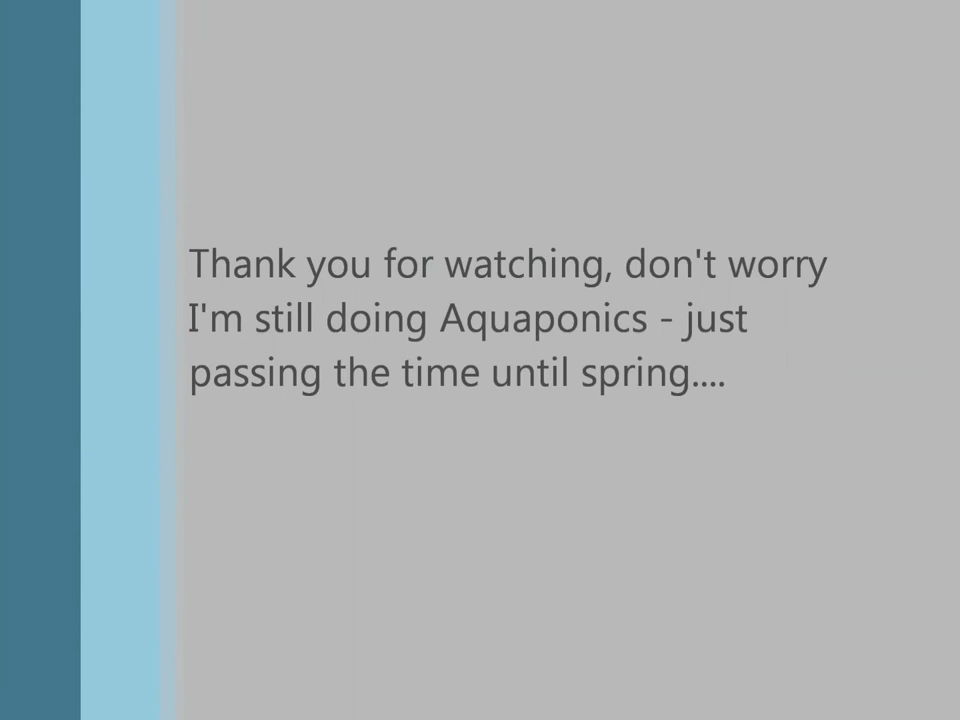 Thank you for watching, don't worry
I'm still doing Aquaponics - just
passing the time until spring....